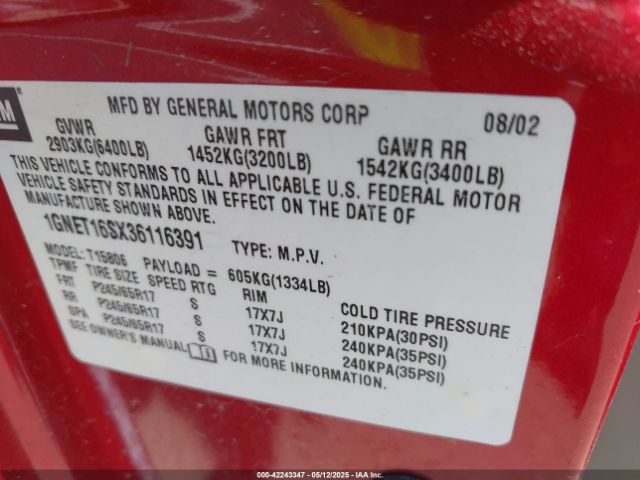 GM
MFD BY GENERAL MOTORS CORP 08/02
GVWR GAWR FRT GAWR RR
2903KG(6400LB) 1452KG(3200LB) 1542KG(3400LB)
THIS VEHICLE CONFORMS TO ALL APPLICABLE U.S. FEDERAL MOTOR
VEHICLE SAFETY STANDARDS IN EFFECT ON THE DATE OF
MANUFACTURE SHOWN ABOVE.
1GNET16SX36116391 TYPE: M.P.V.
MODEL: T15806 PAYLOAD = 605KG(1334LB)
TPMF TIRE SIZE SPEED RTG RIM COLD TIRE PRESSURE
FRT P245/65R17 S 17X7J 210KPA(30PSI)
RR P245/65R17 S 17X7J 240KPA(35PSI)
SPA P245/65R17 S 17X7J 240KPA(35PSI)
SEE OWNER'S MANUAL FOR MORE INFORMATION.
000-42243347 - 05/12/2025 - IAAI.COM